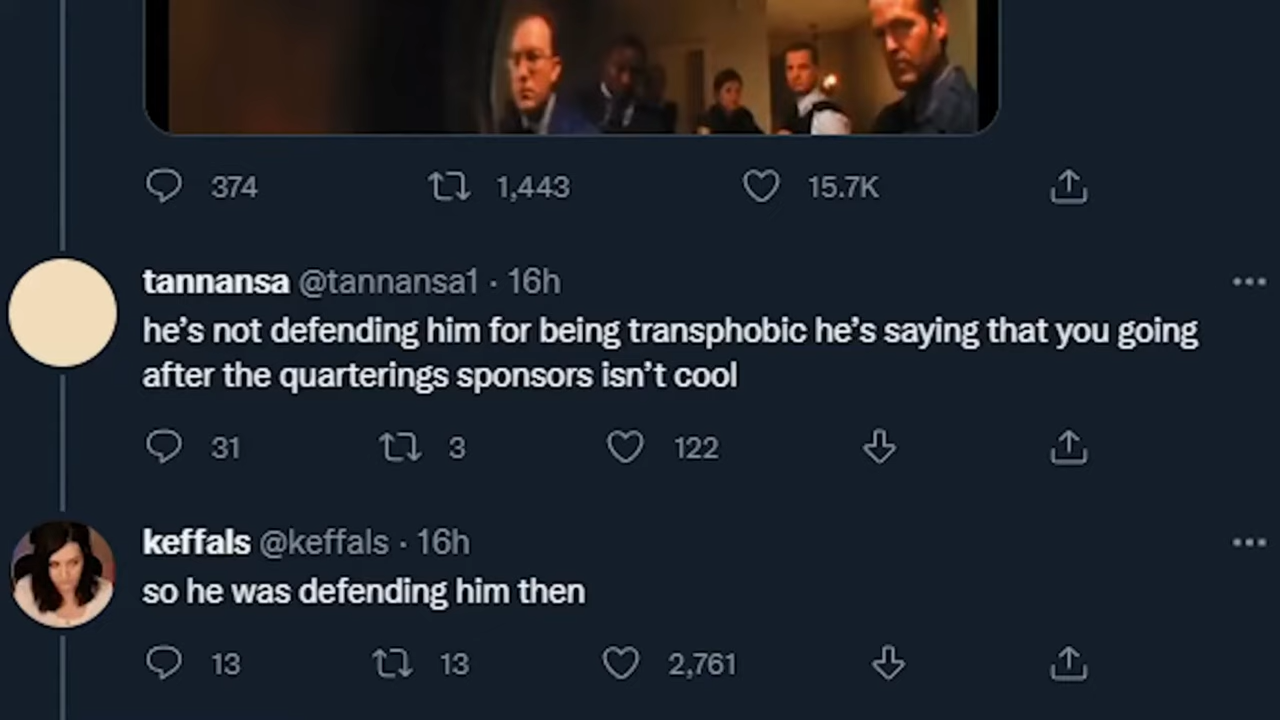 374 1,443 15.7K
tannansa @tannansa1 · 16h
he’s not defending him for being transphobic he’s saying that you going
after the quarterings sponsors isn’t cool
31 3 122
keffals @keffals · 16h
so he was defending him then
13 13 2,761